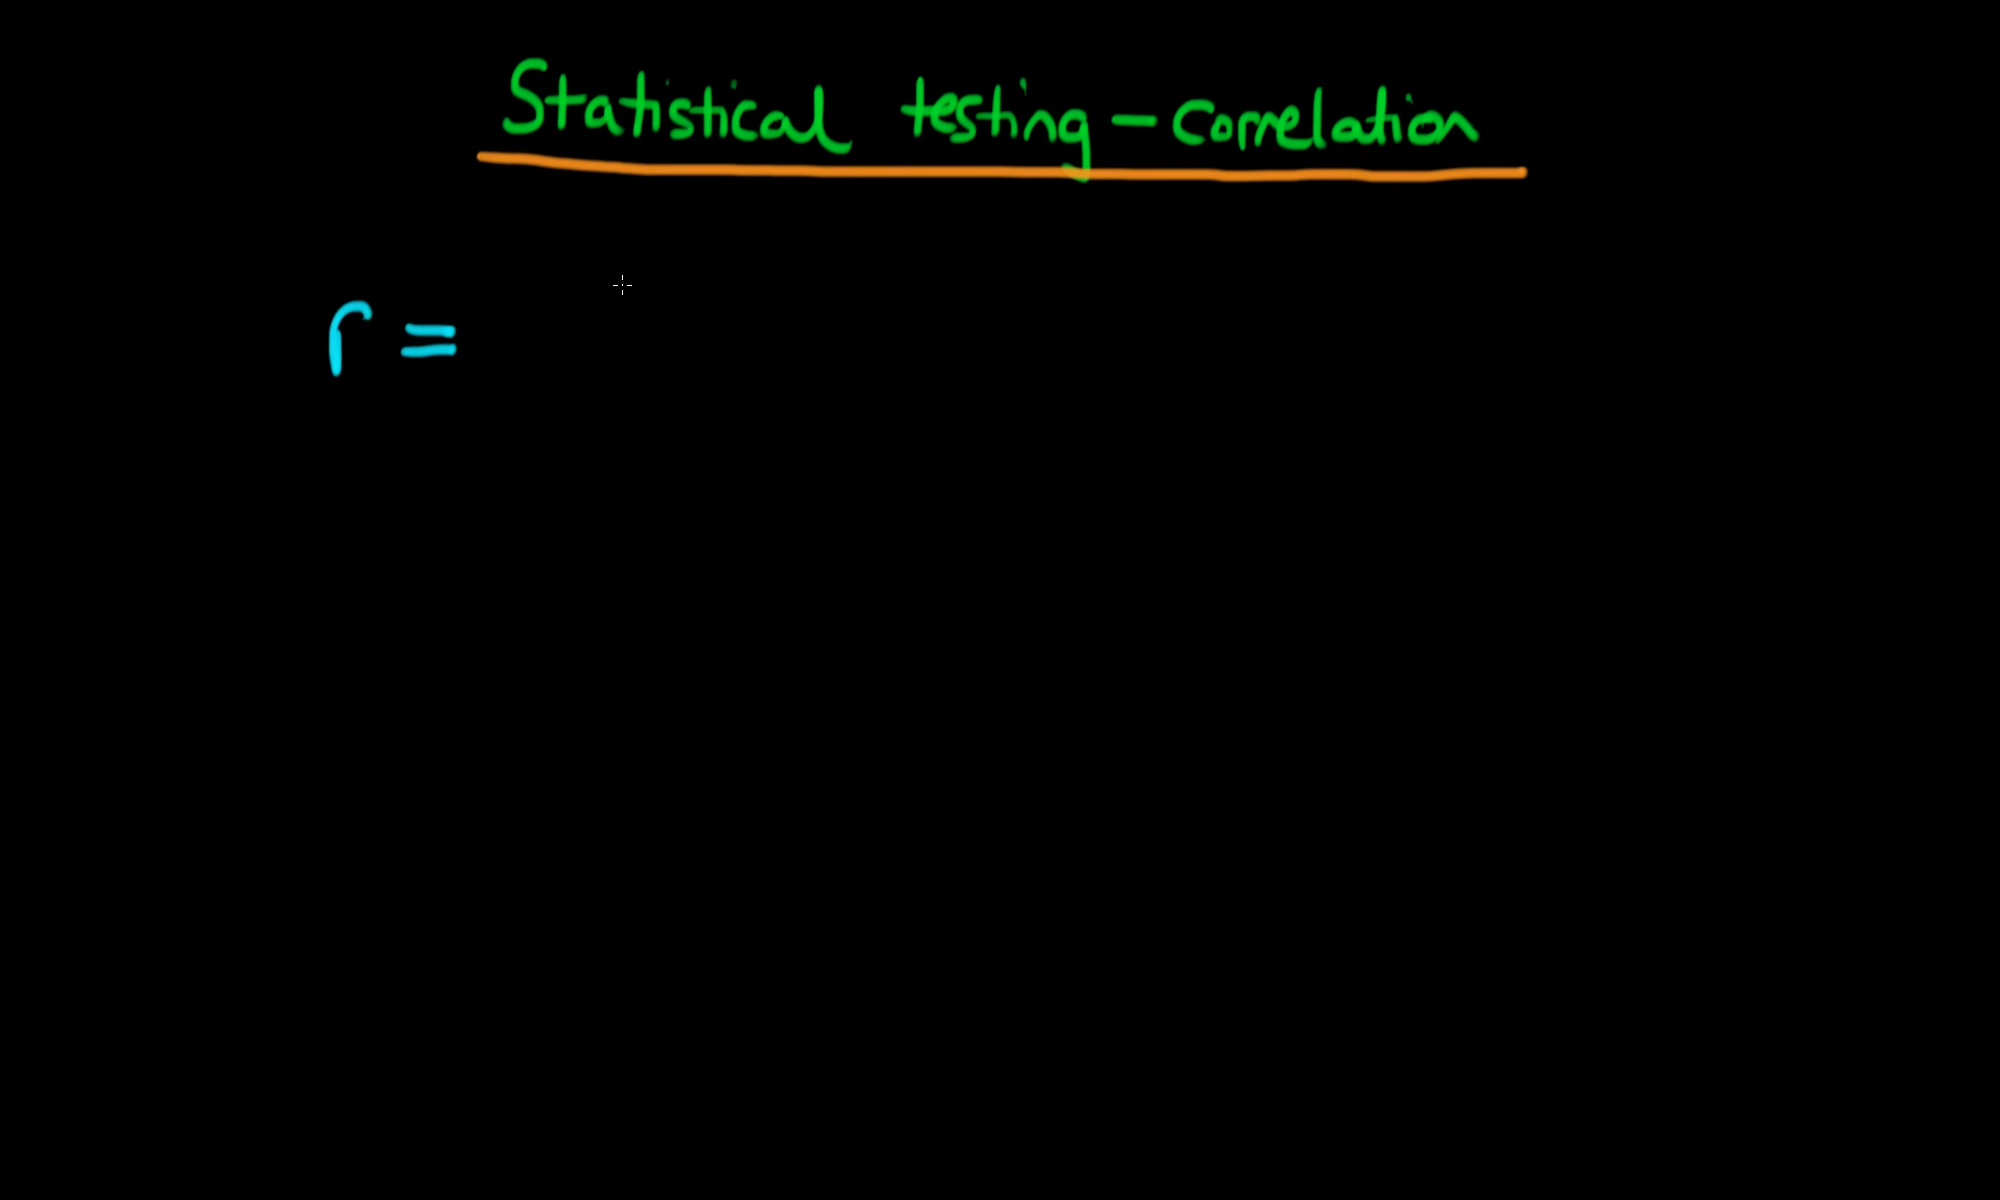 Statistical testing - Correlation
r =